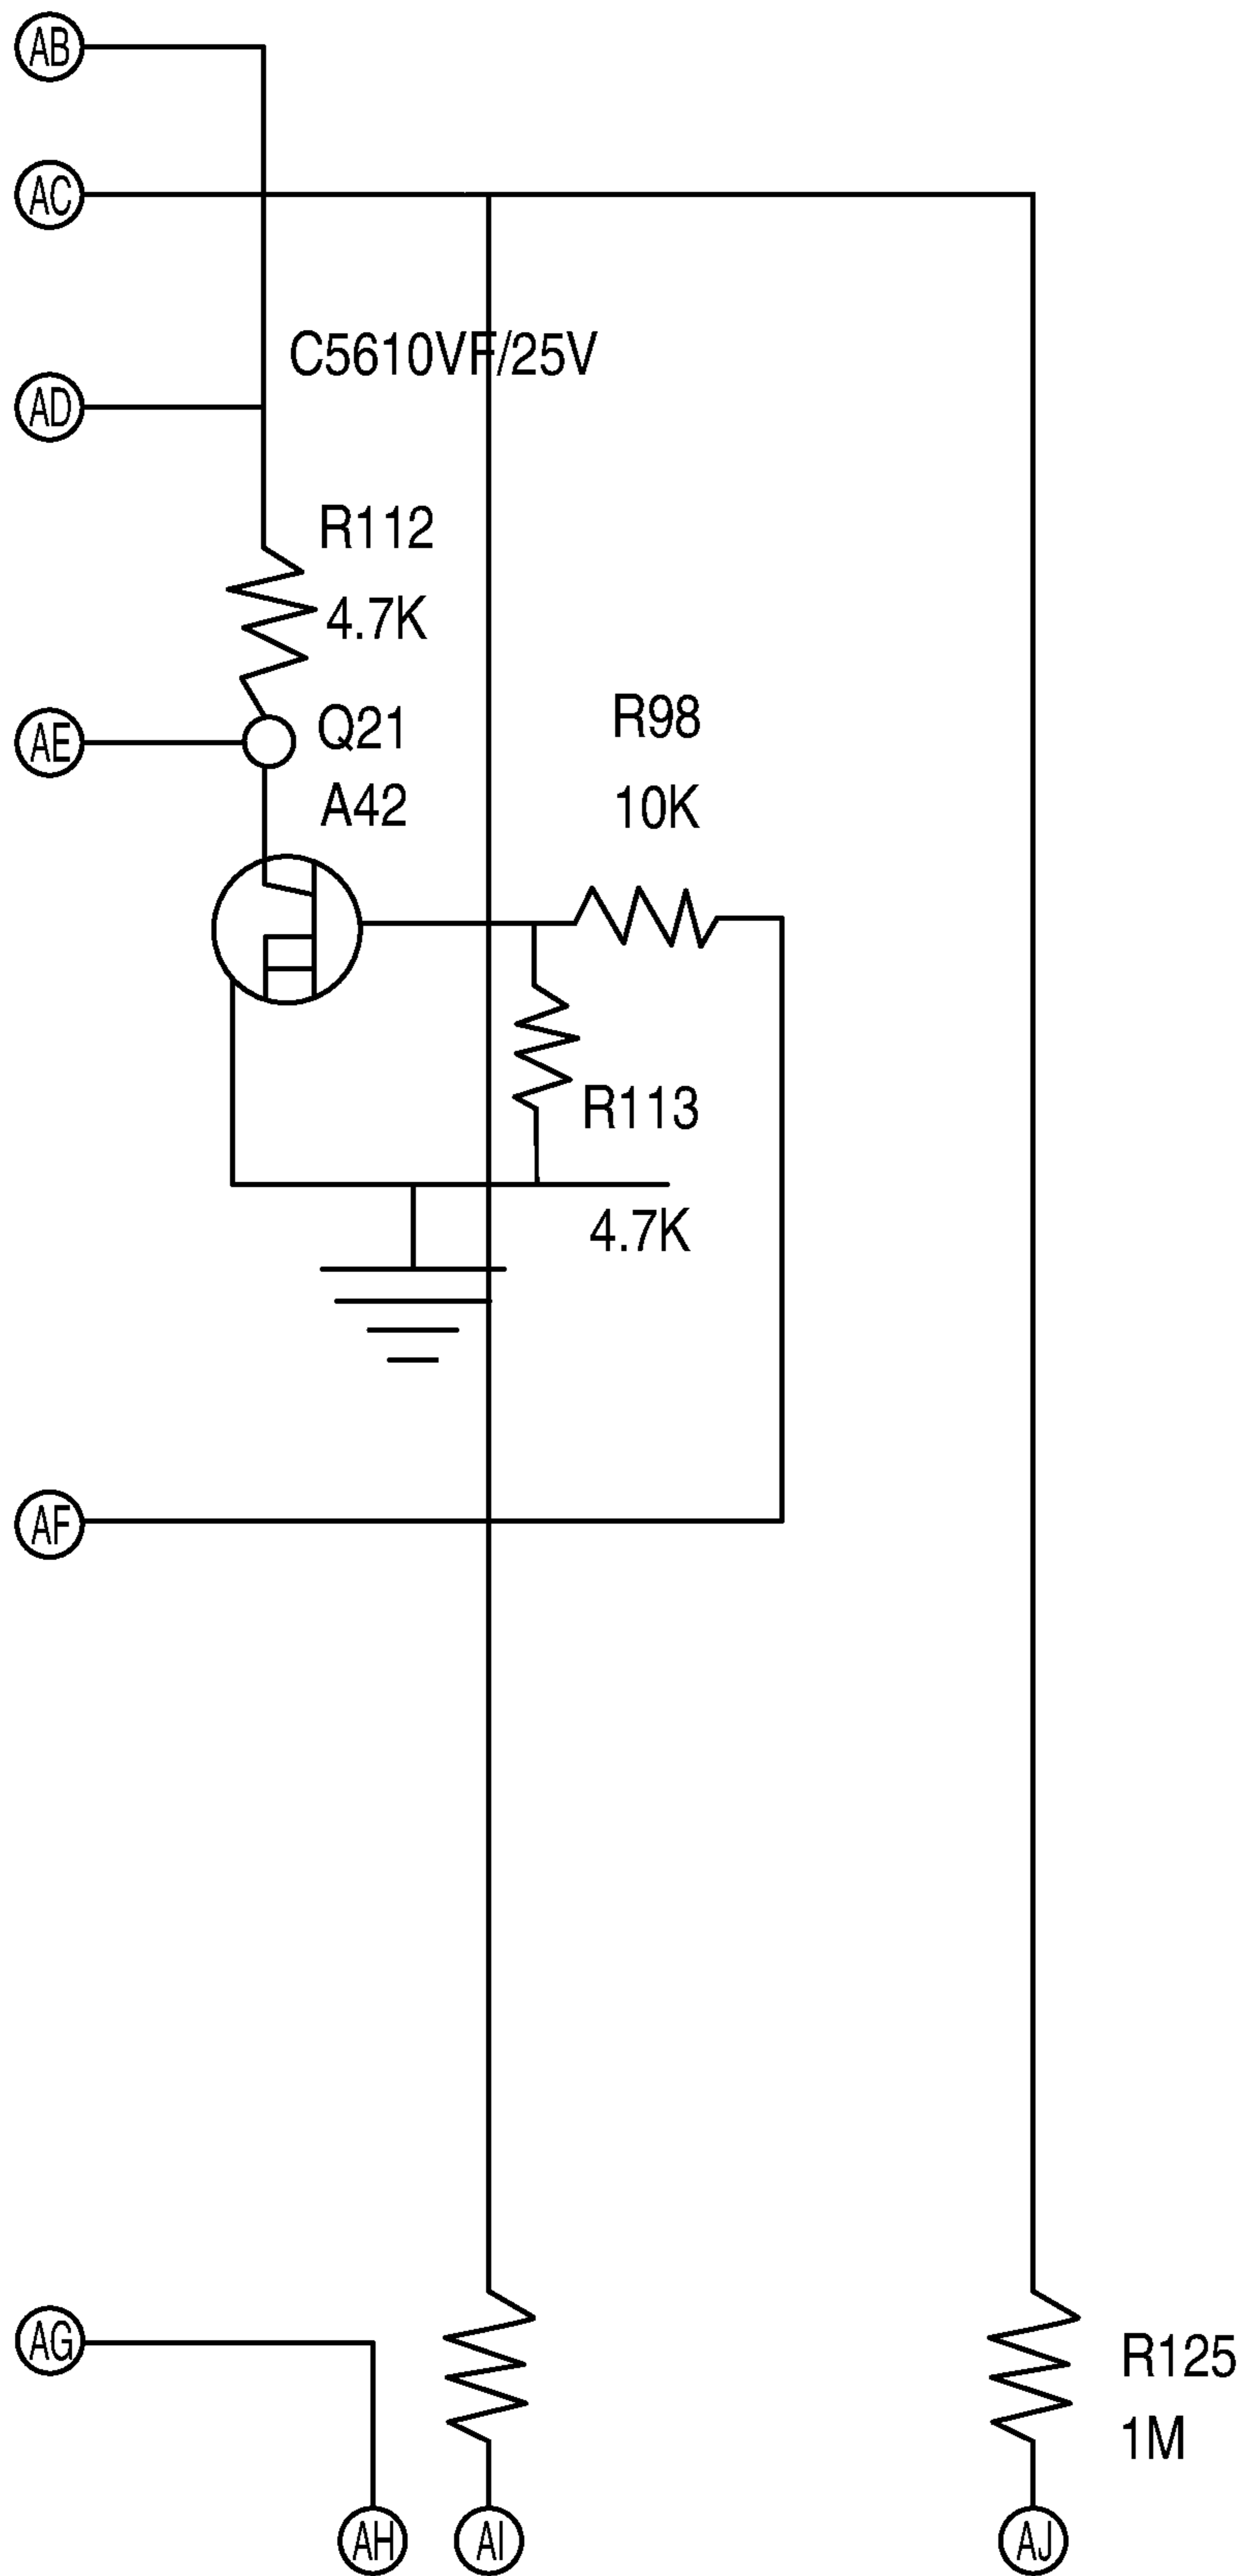 AB
AC
C5610VF/25V
AD
R112
4.7K
AE
Q21
A42
R98
10K
R113
4.7K
AF
AG
R125
1M
AH
AI
AJ